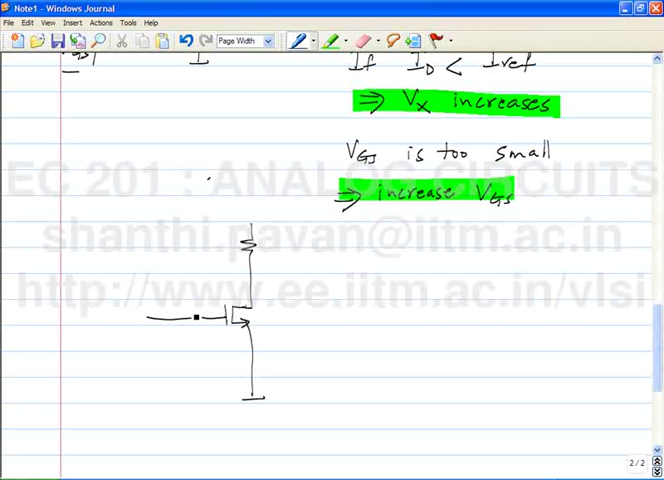 Note1 - Windows Journal
File Edit View Insert Actions Tools Help
Page Width
If ID < Iref
⇒ VX increases
VGS is too small
⇒ increase VGS
EC 201 : ANALOG CIRCUITS
shanthi.pavan@iitm.ac.in
http://www.ee.iitm.ac.in/vlsi
2 / 2